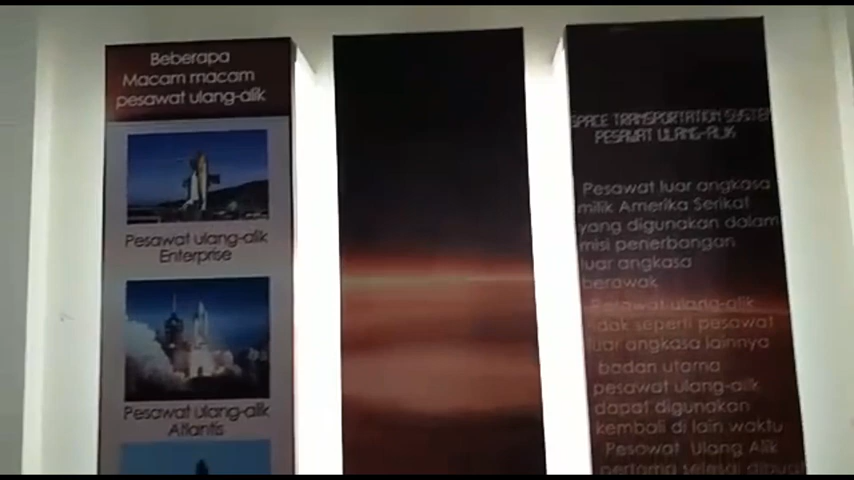 Beberapa
Macam macam
pesawat ulang-alik
Pesawat ulang-alik
Enterprise
Pesawat ulang-alik
Atlantis
SPACE TRANSPORTATION SYSTEM
PESAWAT ULANG-ALIK
Pesawat luar angkasa
milik Amerika Serikat
yang digunakan dalam
misi penerbangan
luar angkasa
berawak
Pesawat ulang-alik
tidak seperti pesawat
luar angkasa lainnya
badan utama
pesawat ulang-alik
dapat digunakan
kembali di lain waktu
Pesawat Ulang Alik
pertama selesai dibuat